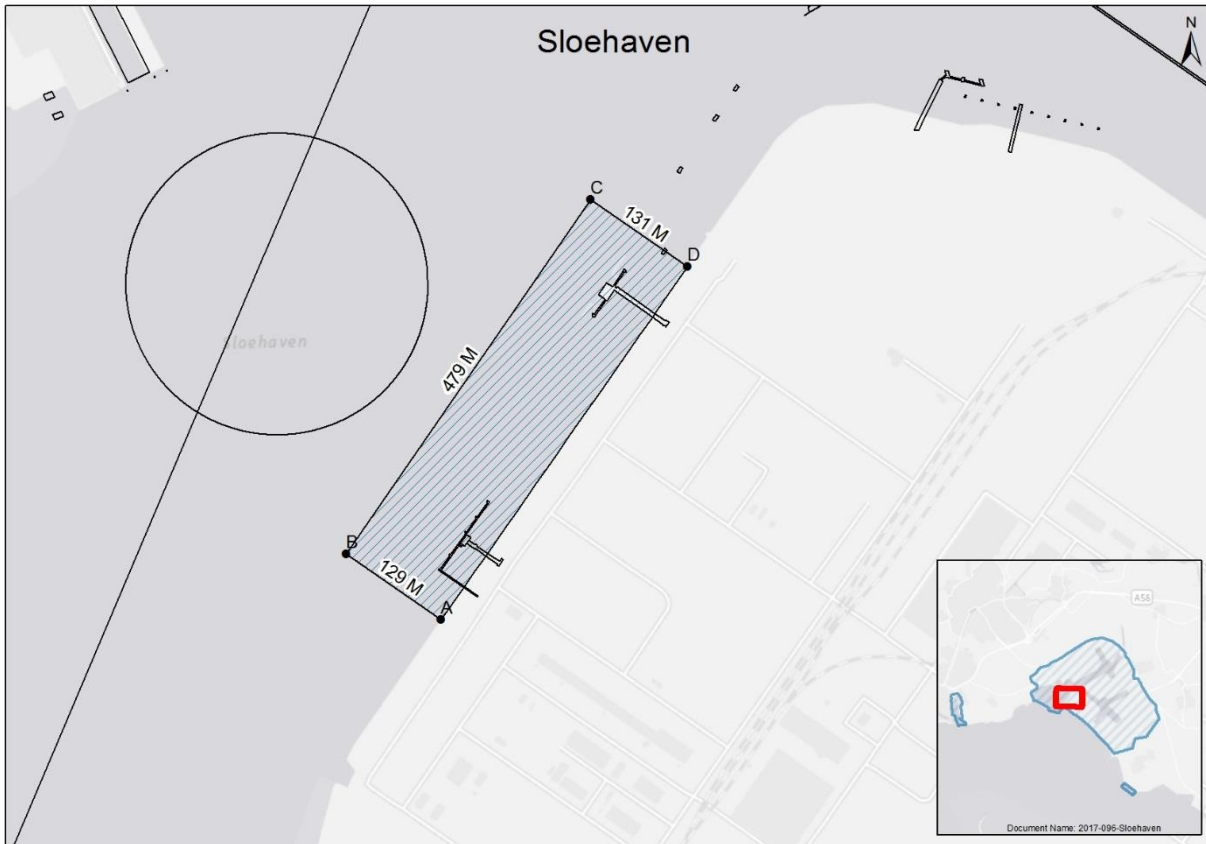 Sloehaven
N
C
131 M
D
Sloehaven
479 M
B
129 M
A
A58
Document Name: 2017-096-Sloehaven